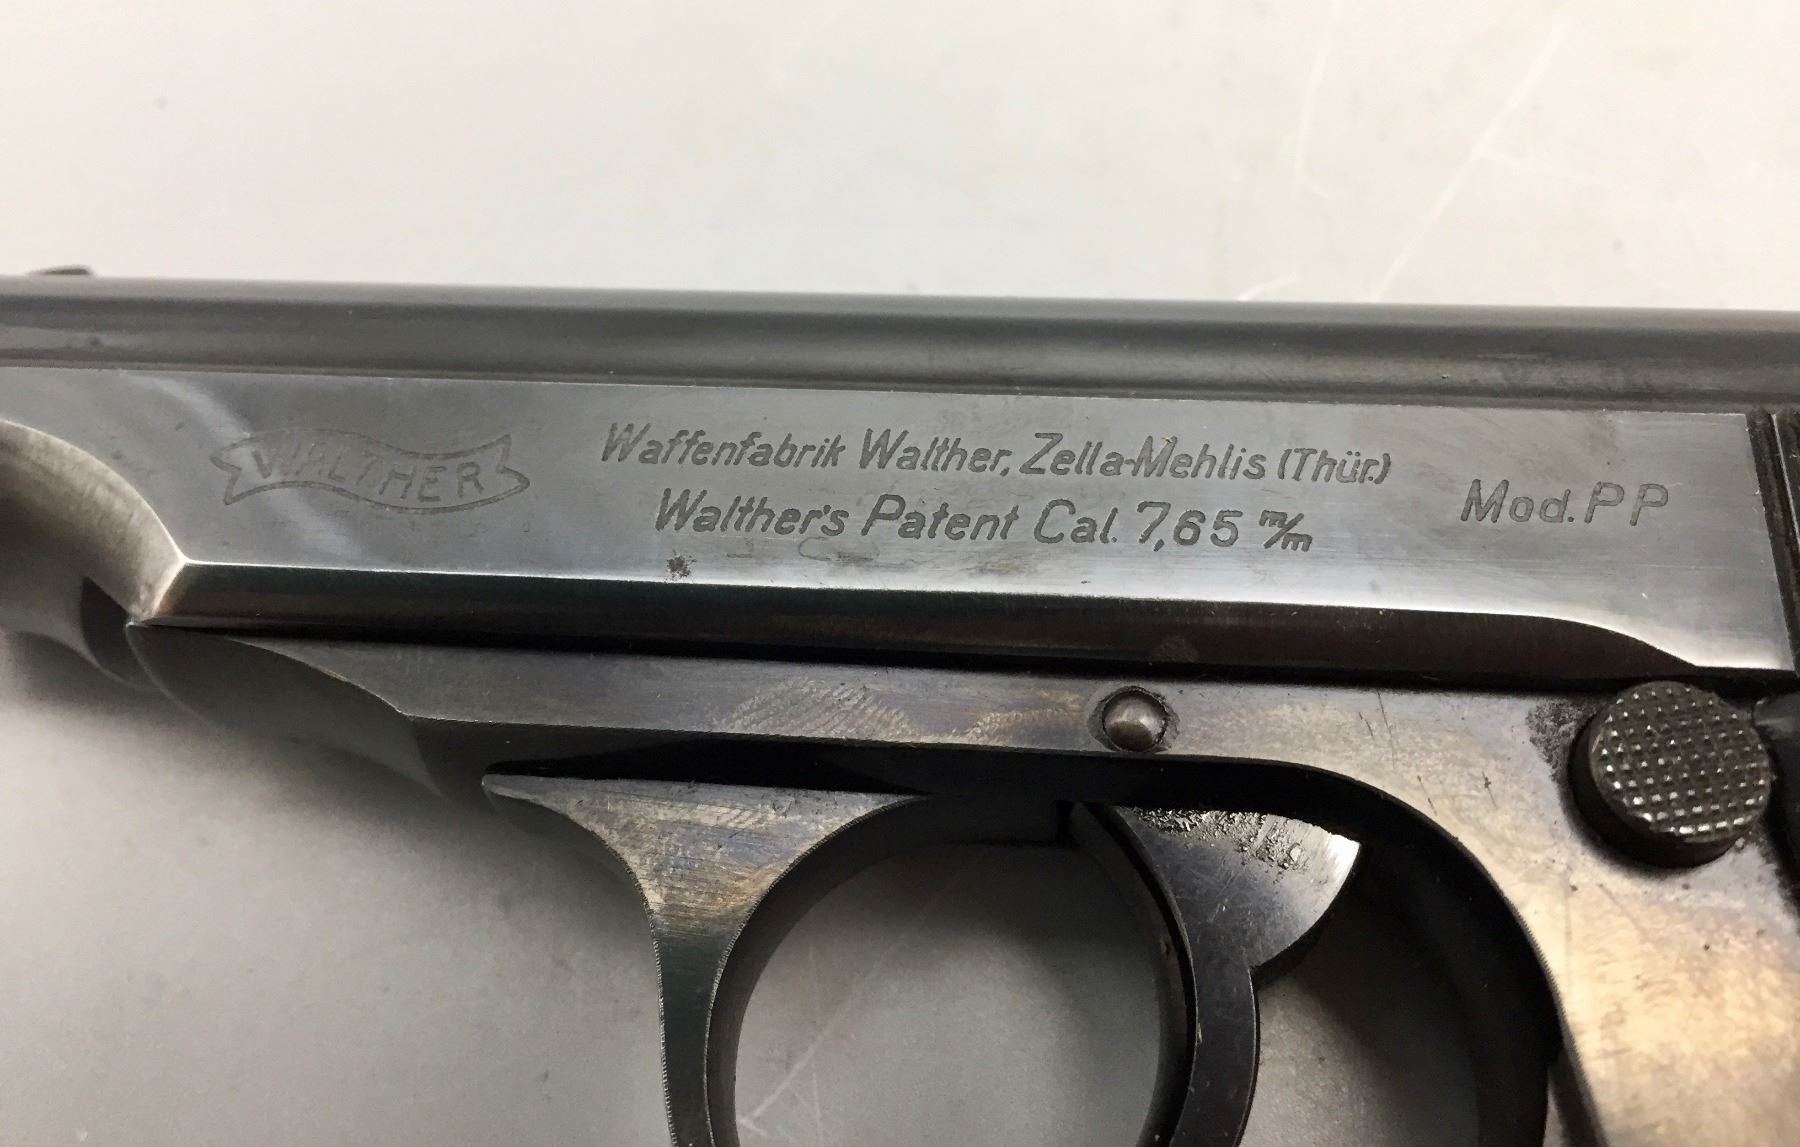 WALTHER
Waffenfabrik Walther, Zella-Mehlis (Thür.)
Walther's Patent Cal. 7,65 m/m
Mod. PP